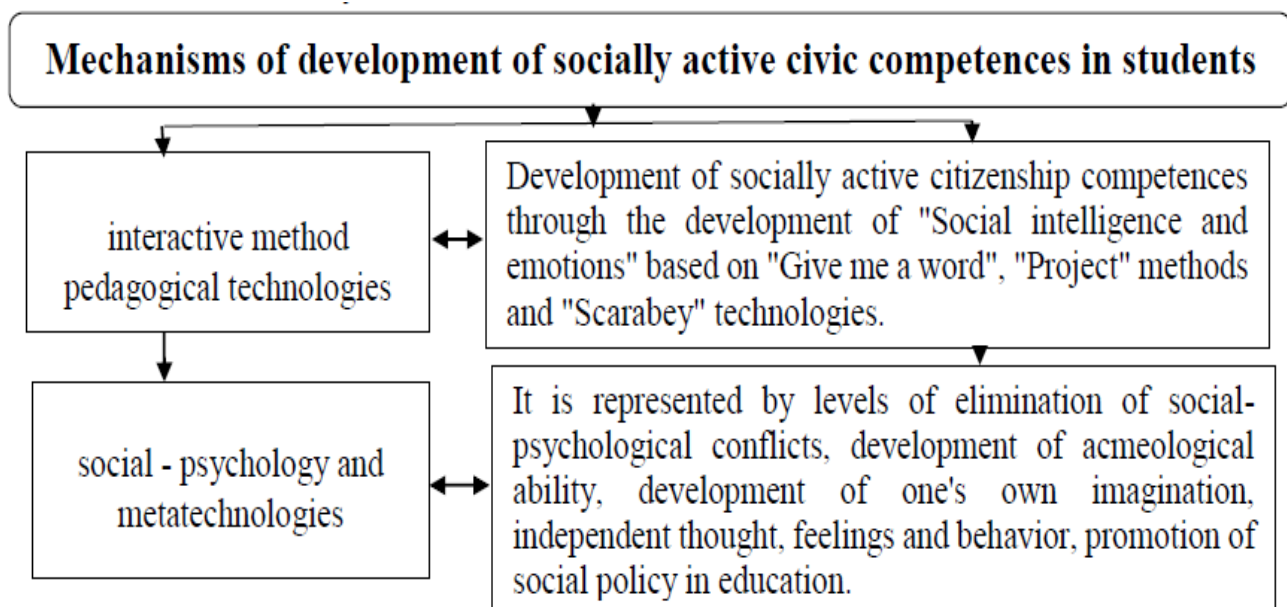 Mechanisms of development of socially active civic competences in students
interactive method
pedagogical technologies
Development of socially active citizenship competences
through the development of "Social intelligence and
emotions" based on "Give me a word", "Project" methods
and "Scarabey" technologies.
social - psychology and
metatechnologies
It is represented by levels of elimination of social-
psychological conflicts, development of acmeological
ability, development of one's own imagination,
independent thought, feelings and behavior, promotion of
social policy in education.